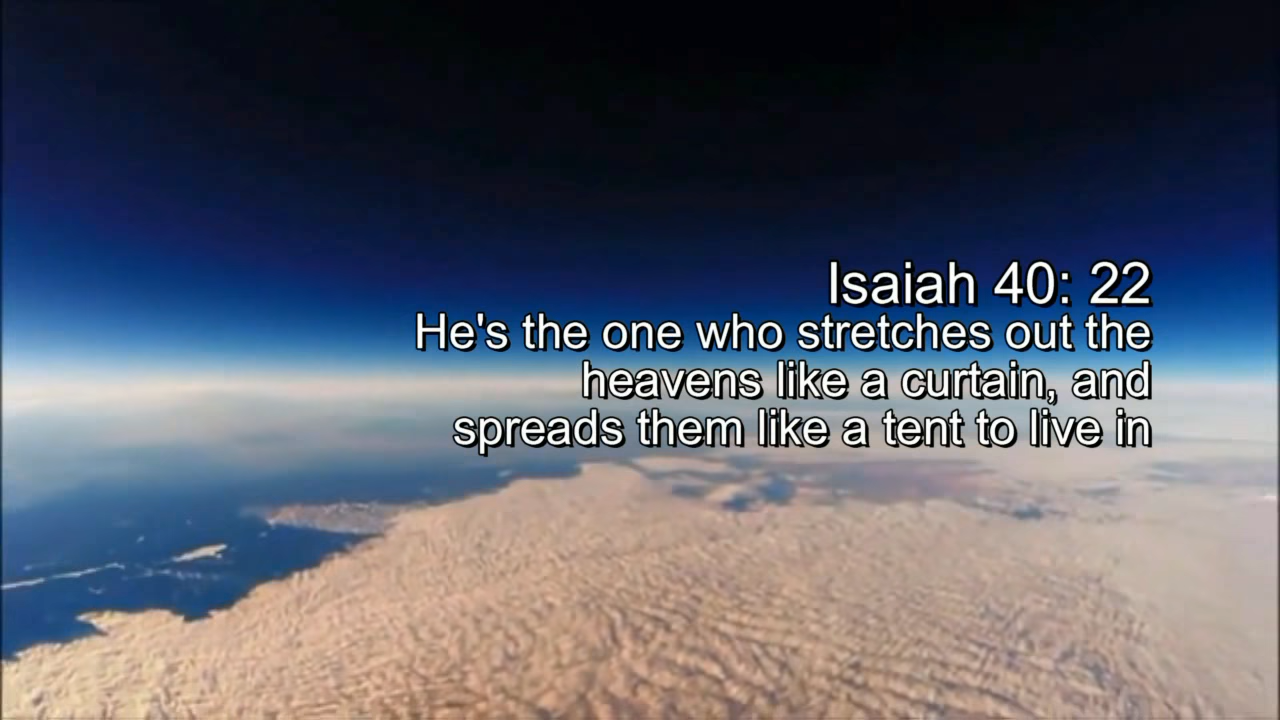 Isaiah 40: 22
He's the one who stretches out the
heavens like a curtain, and
spreads them like a tent to live in